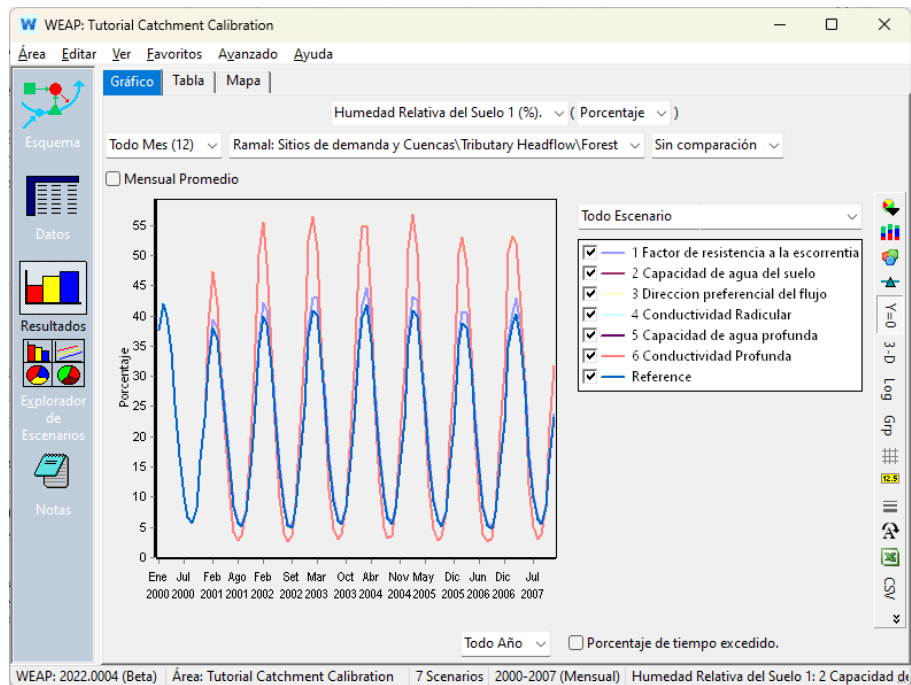 WEAP: Tutorial Catchment Calibration
Área Editar Ver Favoritos Avanzado Ayuda
Gráfico Tabla Mapa
Humedad Relativa del Suelo 1 (%). ( Porcentaje )
Todo Mes (12) Ramal: Sitios de demanda y Cuencas\Tributary Headflow\Forest Sin comparación
Mensual Promedio
Esquema
Datos
Resultados
Explorador
de
Escenarios
Notas
Todo Escenario
1 Factor de resistencia a la escorrentia
2 Capacidad de agua del suelo
3 Direccion preferencial del flujo
4 Conductividad Radicular
5 Capacidad de agua profunda
6 Conductividad Profunda
Reference
Porcentaje
55
50
45
40
35
30
25
20
15
10
5
0
Ene Jul Feb Ago Feb Set Mar Oct Abr Nov May Dic Jun Dic Jul
2000 2000 2001 2001 2002 2002 2003 2003 2004 2004 2005 2005 2006 2006 2007
Y=0
3-D
Log
Grp
12.5
CSV
Todo Año Porcentaje de tiempo excedido.
WEAP: 2022.0004 (Beta) Área: Tutorial Catchment Calibration 7 Scenarios 2000-2007 (Mensual) Humedad Relativa del Suelo 1: 2 Capacidad de